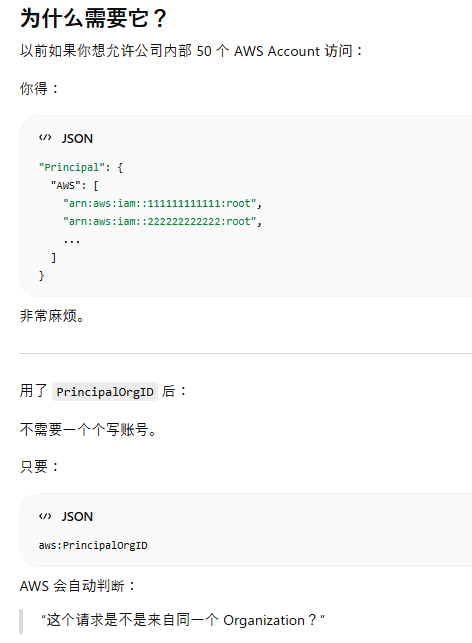 为什么需要它？
以前如果你想允许公司内部 50 个 AWS Account 访问：
你得：
</> JSON
"Principal": {
  "AWS": [
    "arn:aws:iam::111111111111:root",
    "arn:aws:iam::222222222222:root",
    ...
  ]
}
非常麻烦。
用了 PrincipalOrgID 后：
不需要一个个写账号。
只要：
</> JSON
aws:PrincipalOrgID
AWS 会自动判断：
“这个请求是不是来自同一个 Organization？”